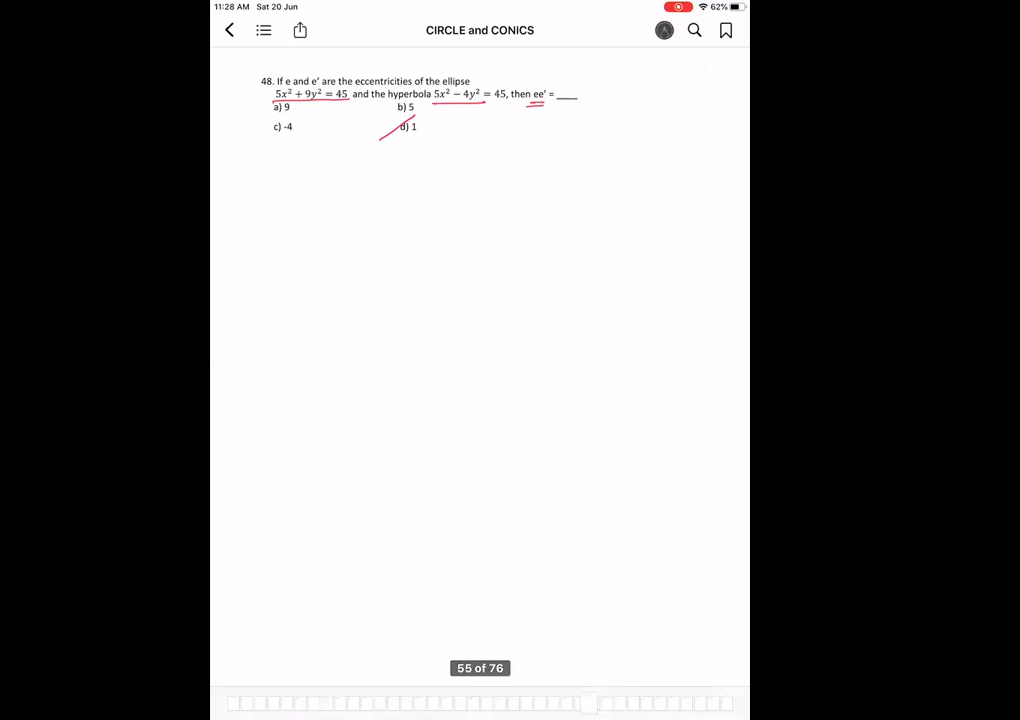 11:28 AM Sat 20 Jun 62%
CIRCLE and CONICS
48. If e and e’ are the eccentricities of the ellipse
5x² + 9y² = 45 and the hyperbola 5x² − 4y² = 45, then ee’ = ___
a) 9 b) 5
c) -4 d) 1
55 of 76